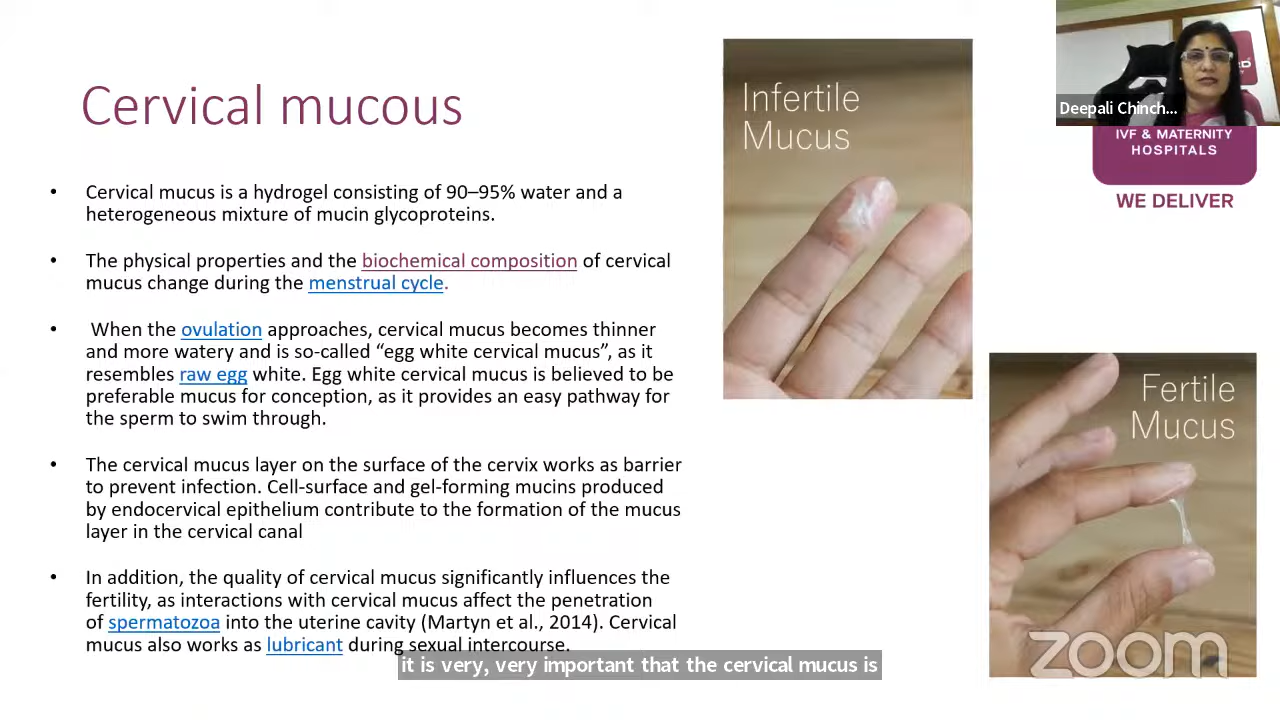 Cervical mucous
• Cervical mucus is a hydrogel consisting of 90–95% water and a
heterogeneous mixture of mucin glycoproteins.
• The physical properties and the biochemical composition of cervical
mucus change during the menstrual cycle.
• When the ovulation approaches, cervical mucus becomes thinner
and more watery and is so-called “egg white cervical mucus”, as it
resembles raw egg white. Egg white cervical mucus is believed to be
preferable mucus for conception, as it provides an easy pathway for
the sperm to swim through.
• The cervical mucus layer on the surface of the cervix works as barrier
to prevent infection. Cell-surface and gel-forming mucins produced
by endocervical epithelium contribute to the formation of the mucus
layer in the cervical canal
• In addition, the quality of cervical mucus significantly influences the
fertility, as interactions with cervical mucus affect the penetration
of spermatozoa into the uterine cavity (Martyn et al., 2014). Cervical
mucus also works as lubricant during sexual intercourse.
Infertile
Mucus
Fertile
Mucus
Deepali Chinch...
IVF & MATERNITY
HOSPITALS
WE DELIVER
zoom
it is very, very important that the cervical mucus is